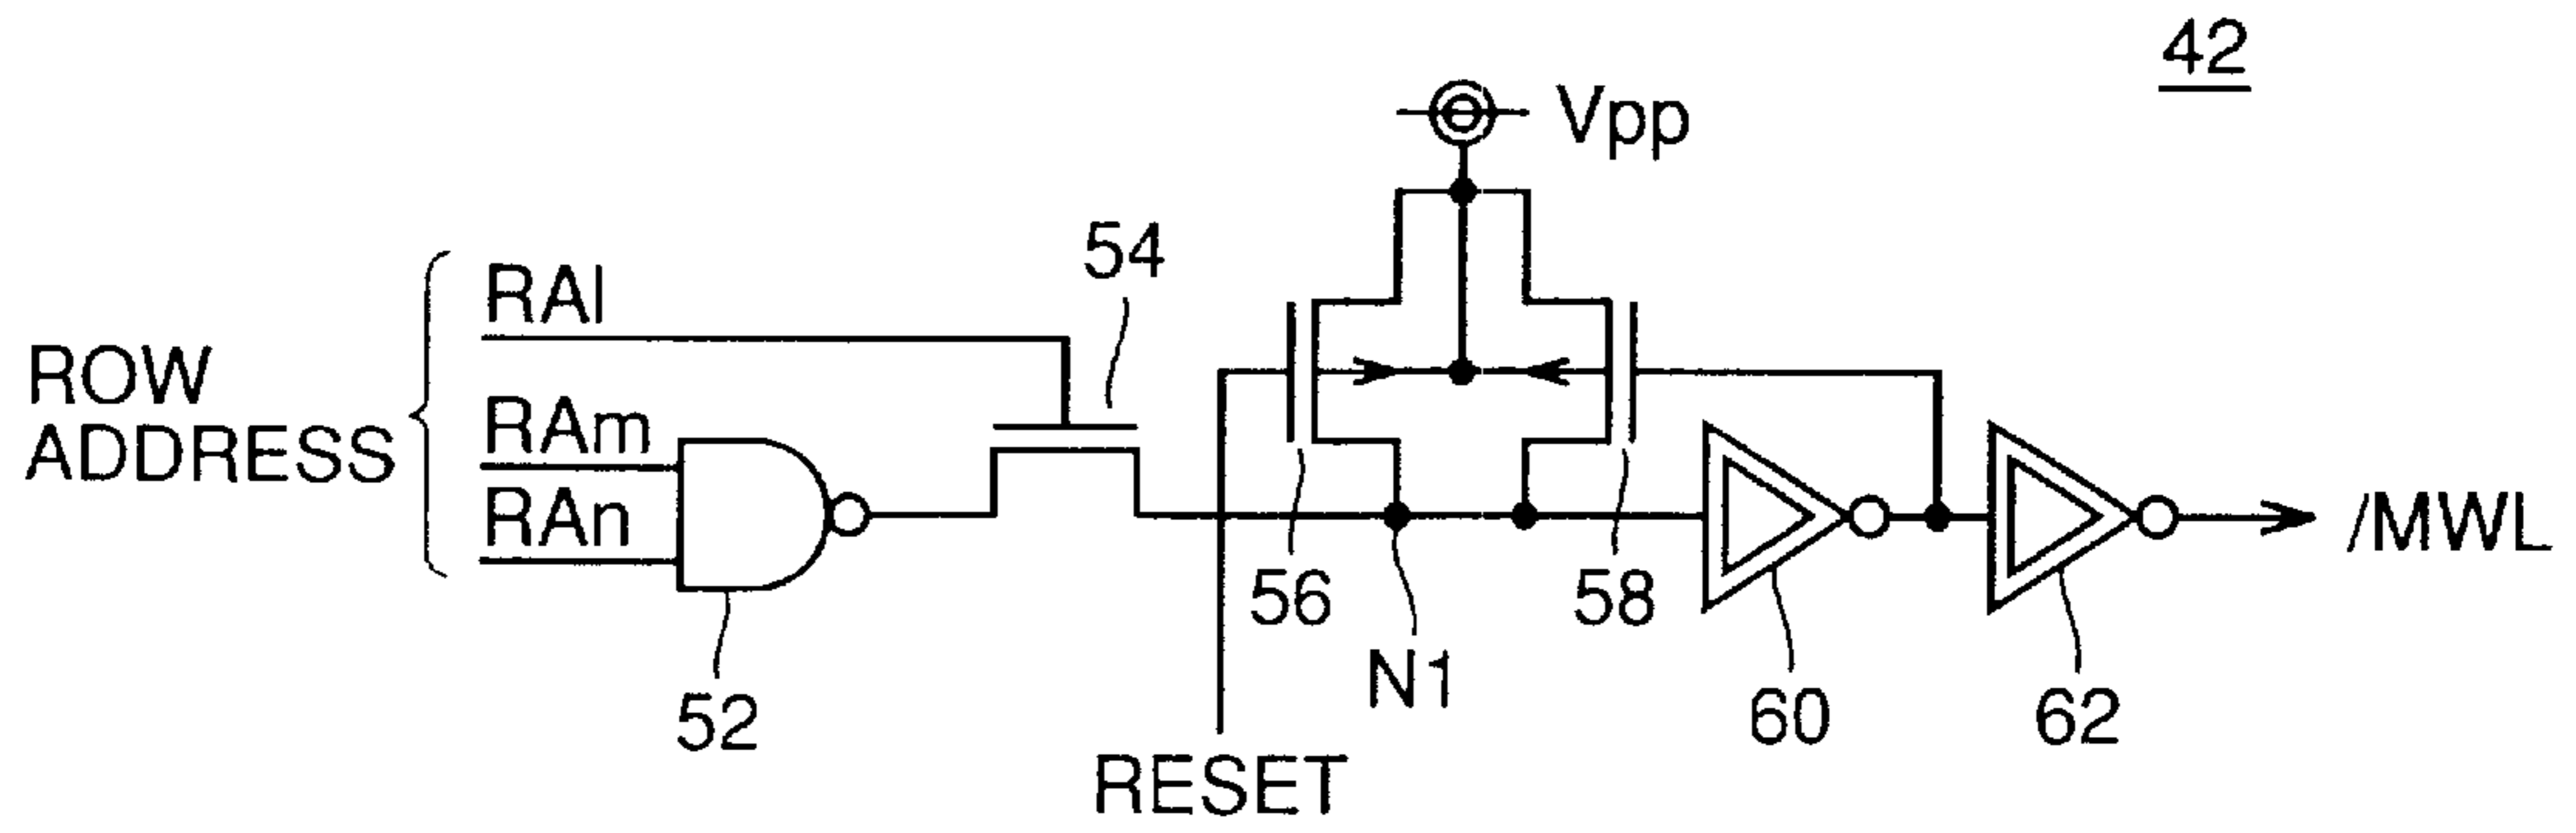 42
Vpp
54
RAl
ROW
ADDRESS
RAm
RAn
/MWL
56
58
N1
52
60
62
RESET